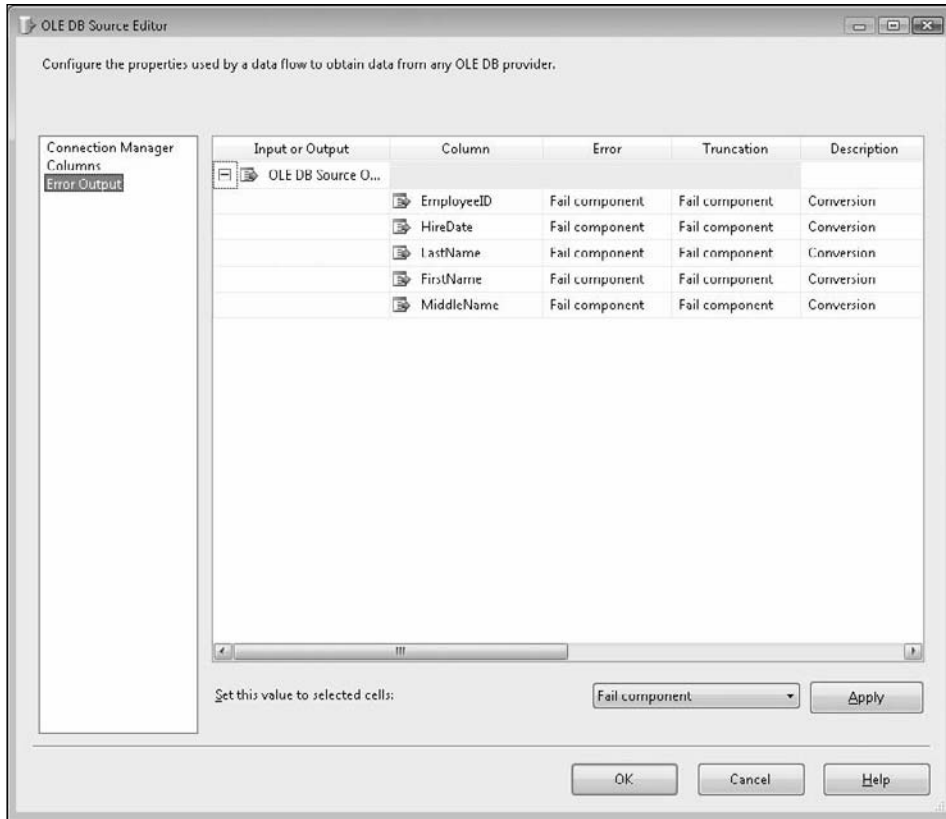 OLE DB Source Editor
Configure the properties used by a data flow to obtain data from any OLE DB provider.
Connection Manager
Columns
Error Output
Input or Output Column Error Truncation Description
OLE DB Source O...
EmployeeID Fail component Fail component Conversion
HireDate Fail component Fail component Conversion
LastName Fail component Fail component Conversion
FirstName Fail component Fail component Conversion
MiddleName Fail component Fail component Conversion
Set this value to selected cells:
Fail component
Apply
OK Cancel Help